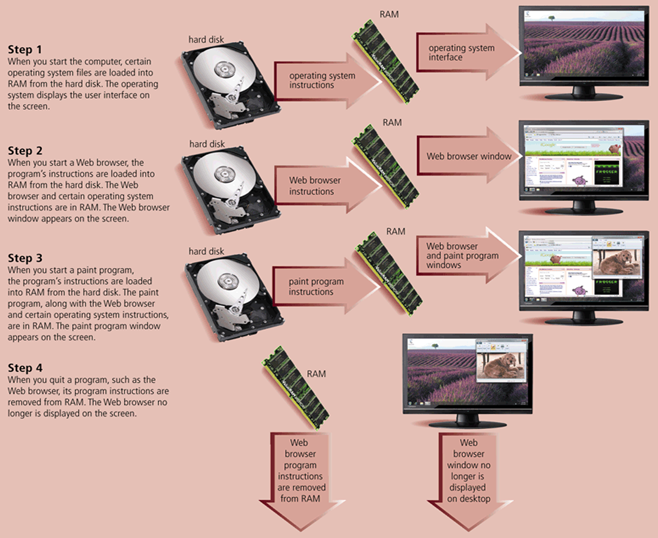 Step 1
When you start the computer, certain
operating system files are loaded into
RAM from the hard disk. The operating
system displays the user interface on
the screen.
hard disk
operating system
instructions
RAM
operating system
interface
Step 2
When you start a Web browser, the
program's instructions are loaded into
RAM from the hard disk. The Web
browser and certain operating system
instructions are in RAM. The Web browser
window appears on the screen.
hard disk
Web browser
instructions
RAM
Web browser window
Step 3
When you start a paint program,
the program's instructions are loaded
into RAM from the hard disk. The paint
program, along with the Web browser
and certain operating system instructions,
are in RAM. The paint program window
appears on the screen.
hard disk
paint program
instructions
RAM
Web browser
and paint program
windows
Step 4
When you quit a program, such as the
Web browser, its program instructions are
removed from RAM. The Web browser no
longer is displayed on the screen.
RAM
Web
browser
program
instructions
are removed
from RAM
Web
browser
window no
longer is
displayed
on desktop